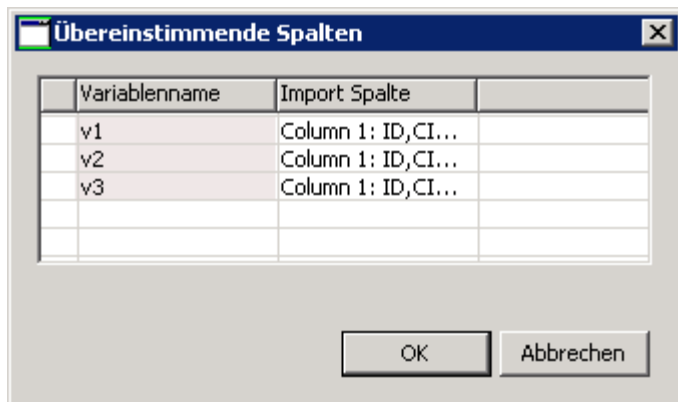 Übereinstimmende Spalten
Variablenname Import Spalte
v1 Column 1: ID,CI...
v2 Column 1: ID,CI...
v3 Column 1: ID,CI...
OK Abbrechen